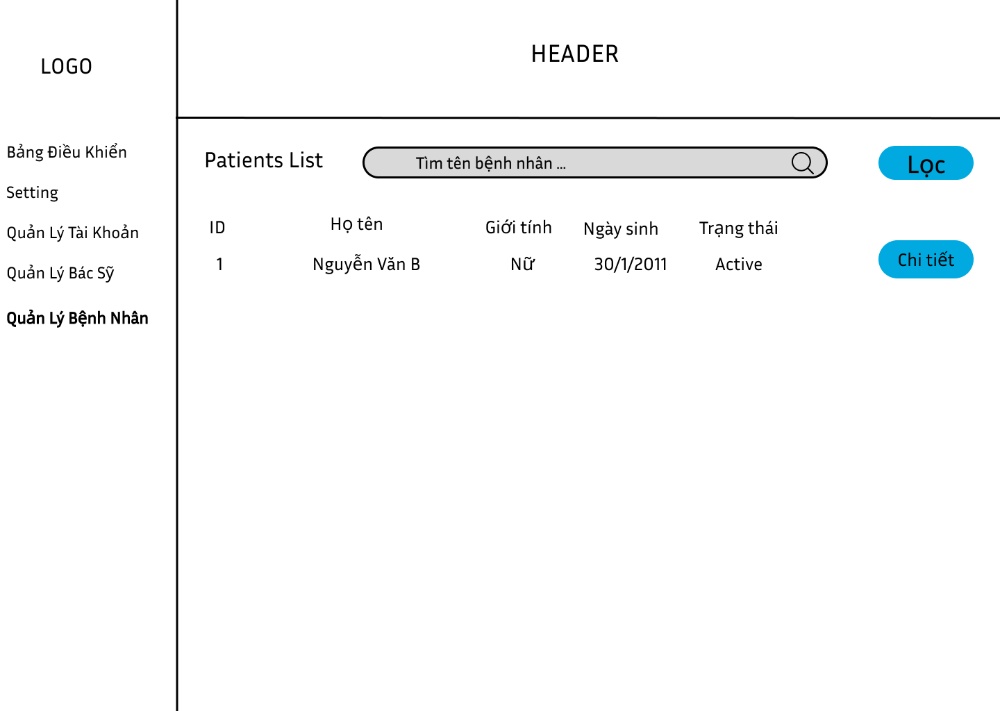 LOGO
HEADER
Bảng Điều Khiển
Setting
Quản Lý Tài Khoản
Quản Lý Bác Sỹ
Quản Lý Bệnh Nhân
Patients List
Tìm tên bệnh nhân ...
Lọc
ID Họ tên Giới tính Ngày sinh Trạng thái
1 Nguyễn Văn B Nữ 30/1/2011 Active Chi tiết